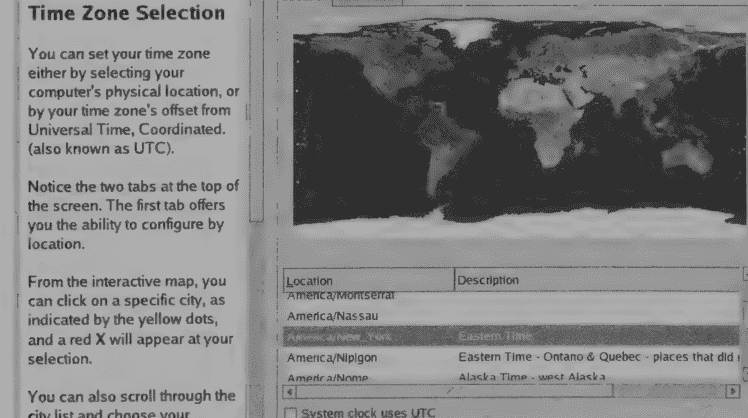 Time Zone Selection
You can set your time zone
either by selecting your
computer's physical location, or
by your time zone's offset from
Universal Time, Coordinated.
(also known as UTC).
Notice the two tabs at the top of
the screen. The first tab offers
you the ability to configure by
location.
From the interactive map, you
can click on a specific city, as
indicated by the yellow dots,
and a red X will appear at your
selection.
You can also scroll through the
city list and choose your
Location Description
America/Montserrat
America/Nassau
America/New_York Eastern Time
America/Nipigon Eastern Time - Ontario & Quebec - places that did
America/Nome Alaska Time - west Alaska
System clock uses UTC